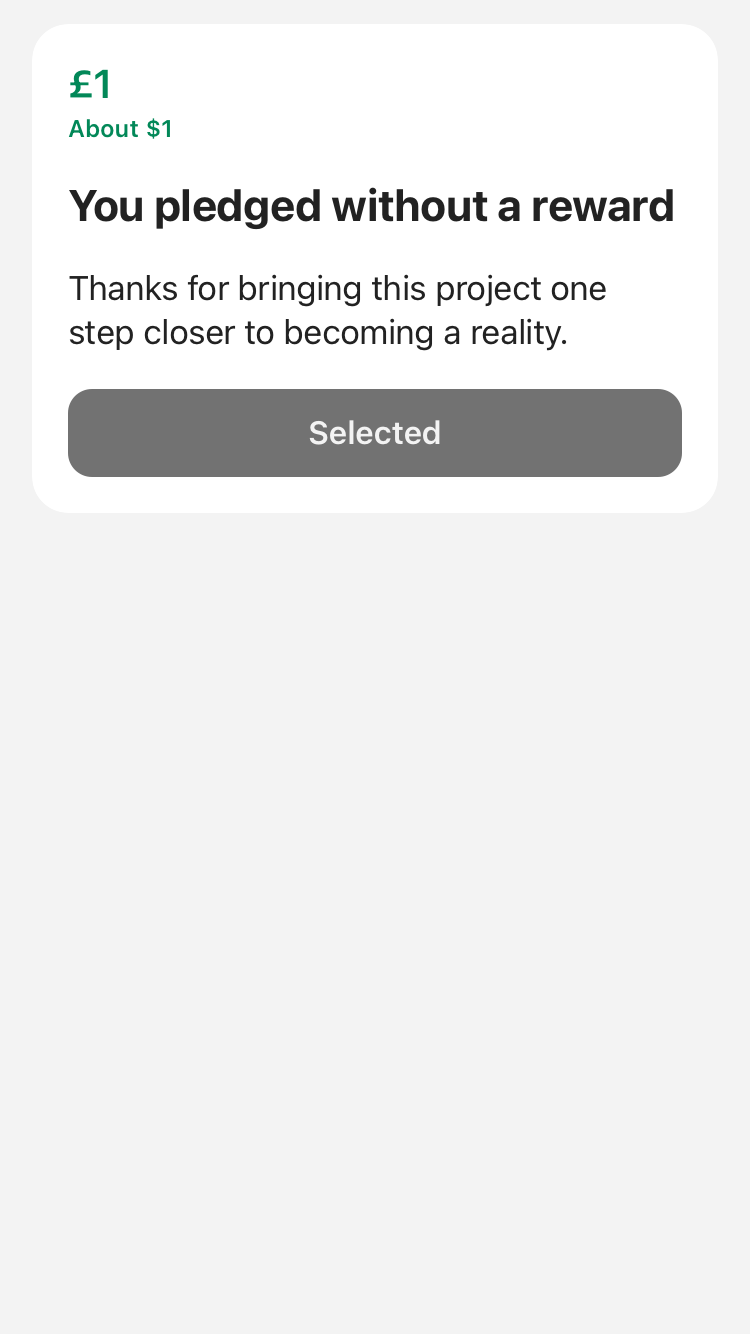 £1
About $1
You pledged without a reward
Thanks for bringing this project one
step closer to becoming a reality.
Selected